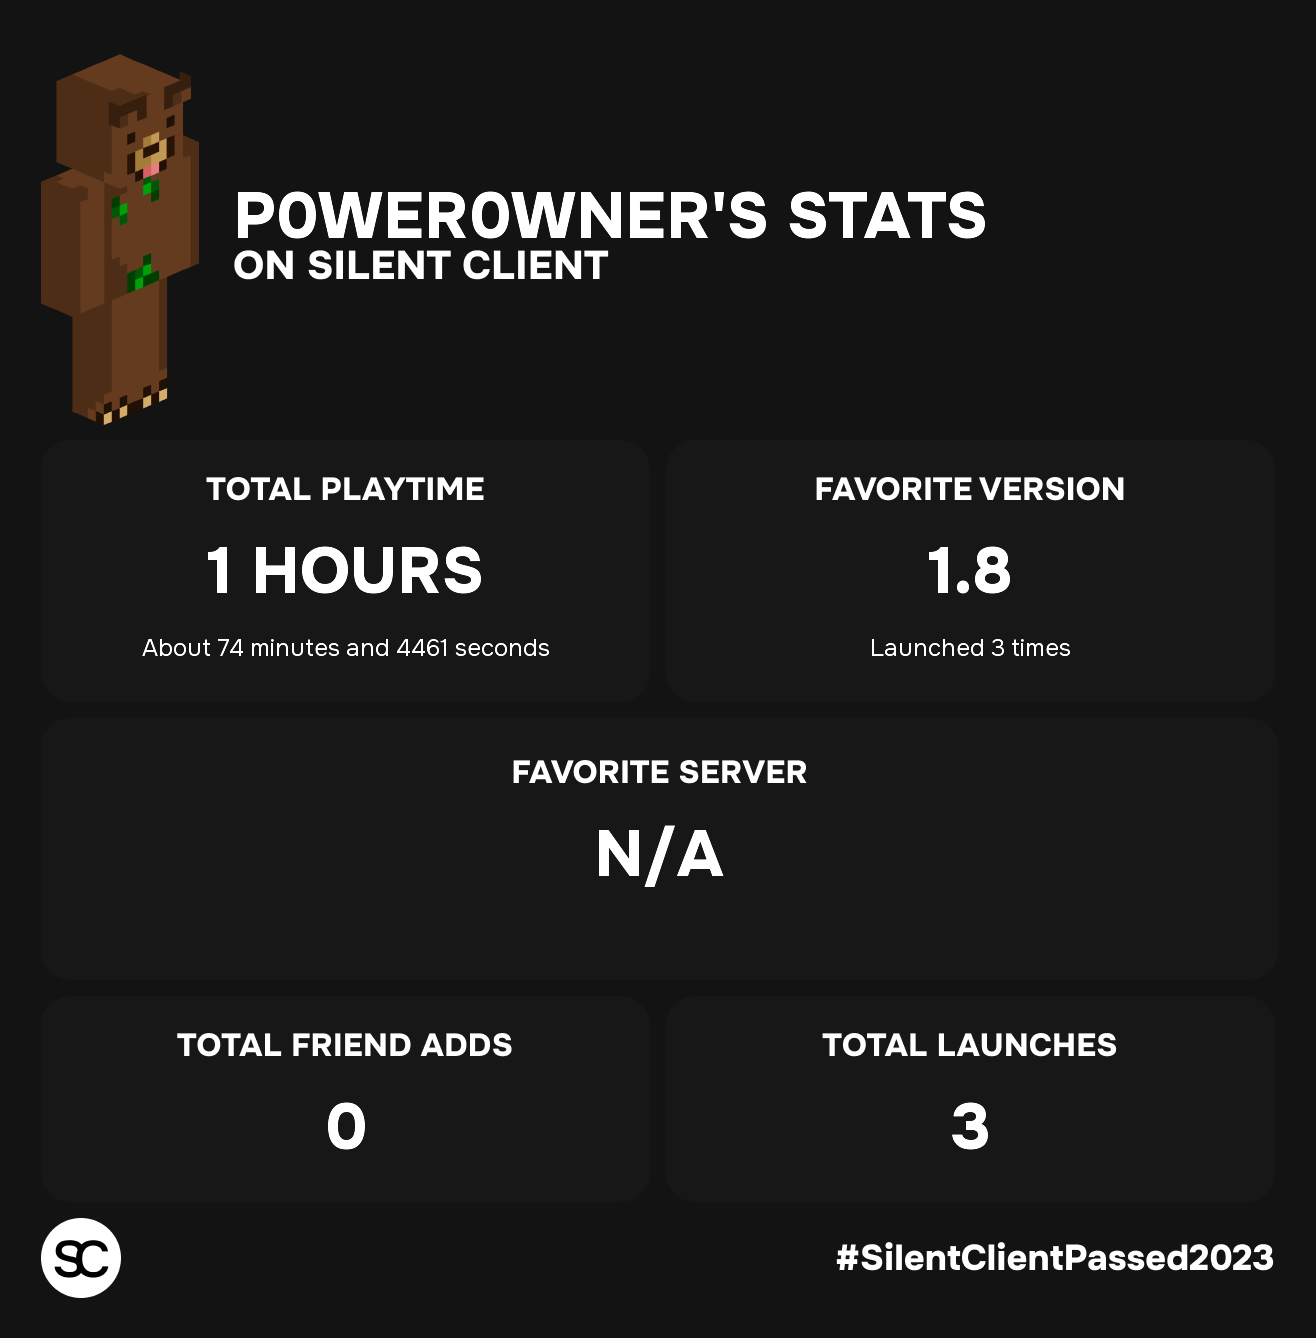 P0WER0WNER'S STATS
ON SILENT CLIENT
TOTAL PLAYTIME
1 HOURS
About 74 minutes and 4461 seconds
FAVORITE VERSION
1.8
Launched 3 times
FAVORITE SERVER
N/A
TOTAL FRIEND ADDS
0
TOTAL LAUNCHES
3
SC
#SilentClientPassed2023